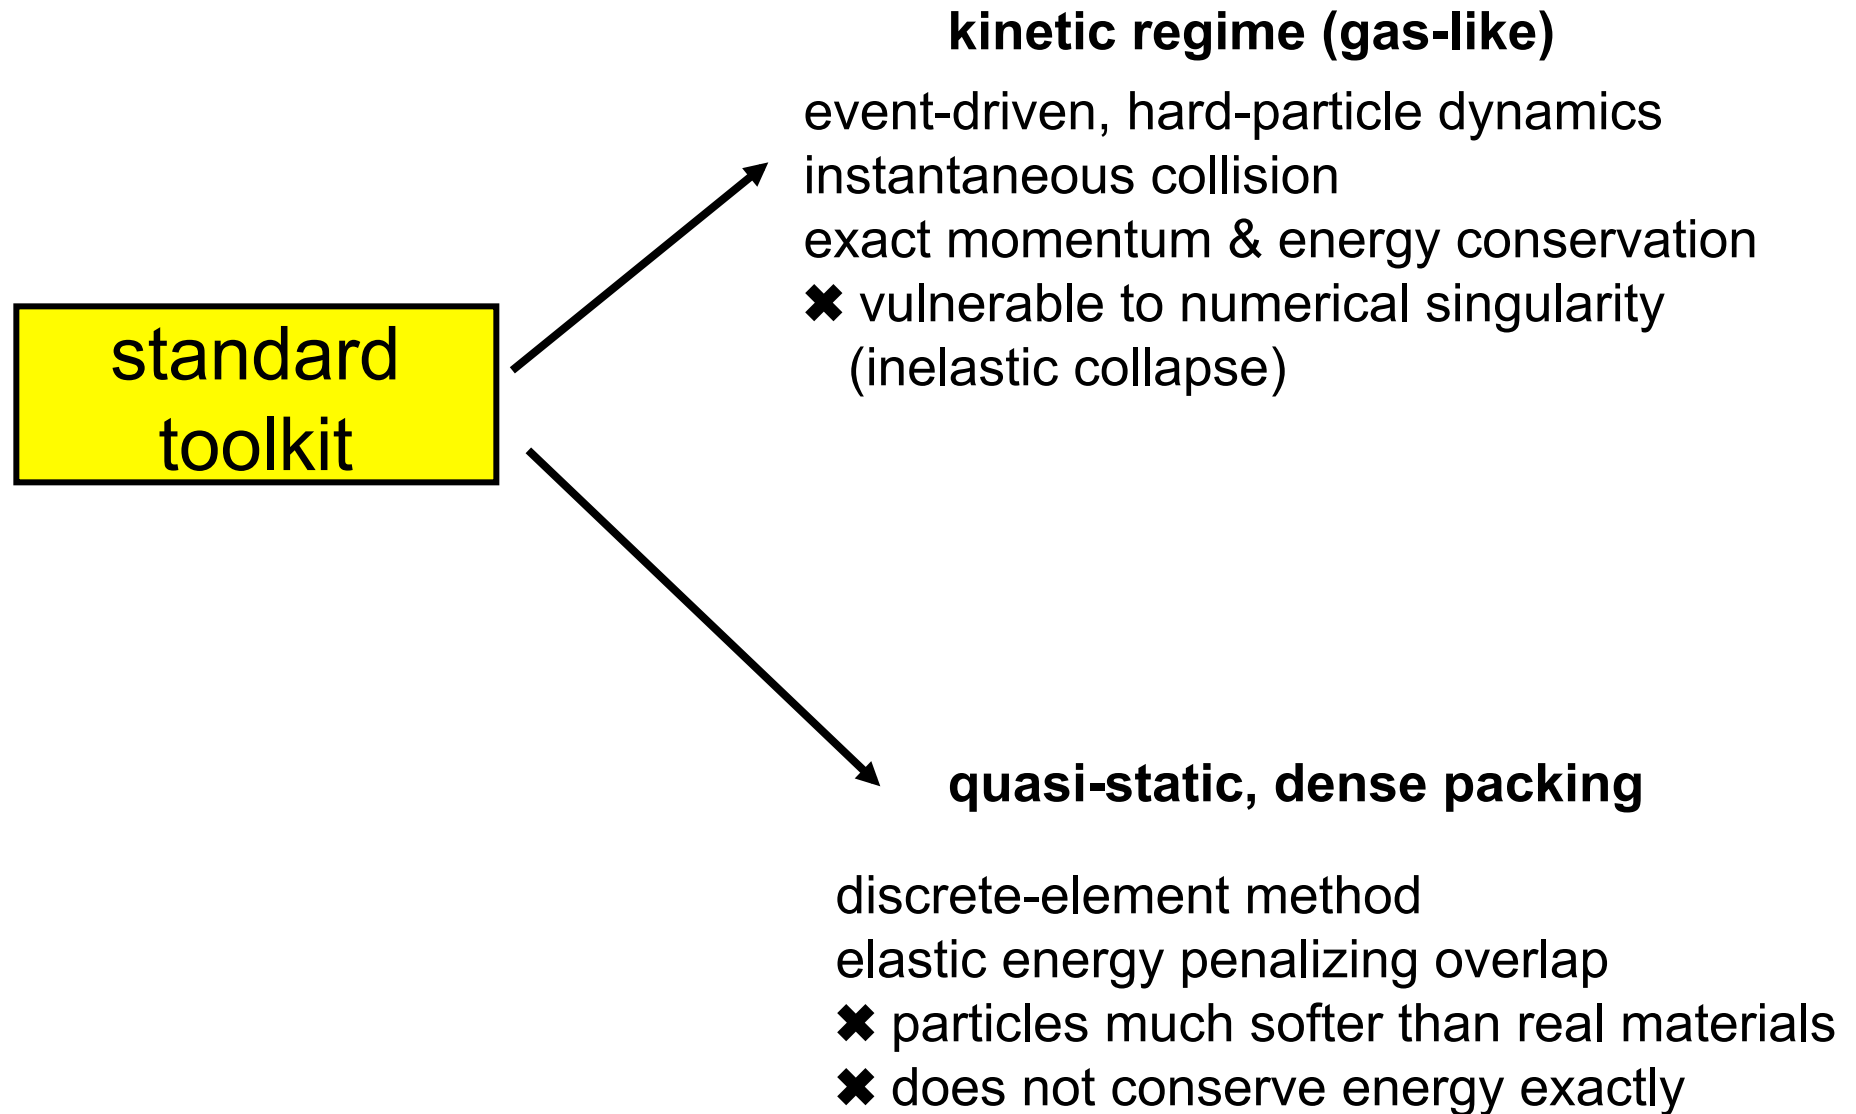 kinetic regime (gas-like)
event-driven, hard-particle dynamics
instantaneous collision
exact momentum & energy conservation
✖ vulnerable to numerical singularity
(inelastic collapse)
standard
toolkit
quasi-static, dense packing
discrete-element method
elastic energy penalizing overlap
✖ particles much softer than real materials
✖ does not conserve energy exactly